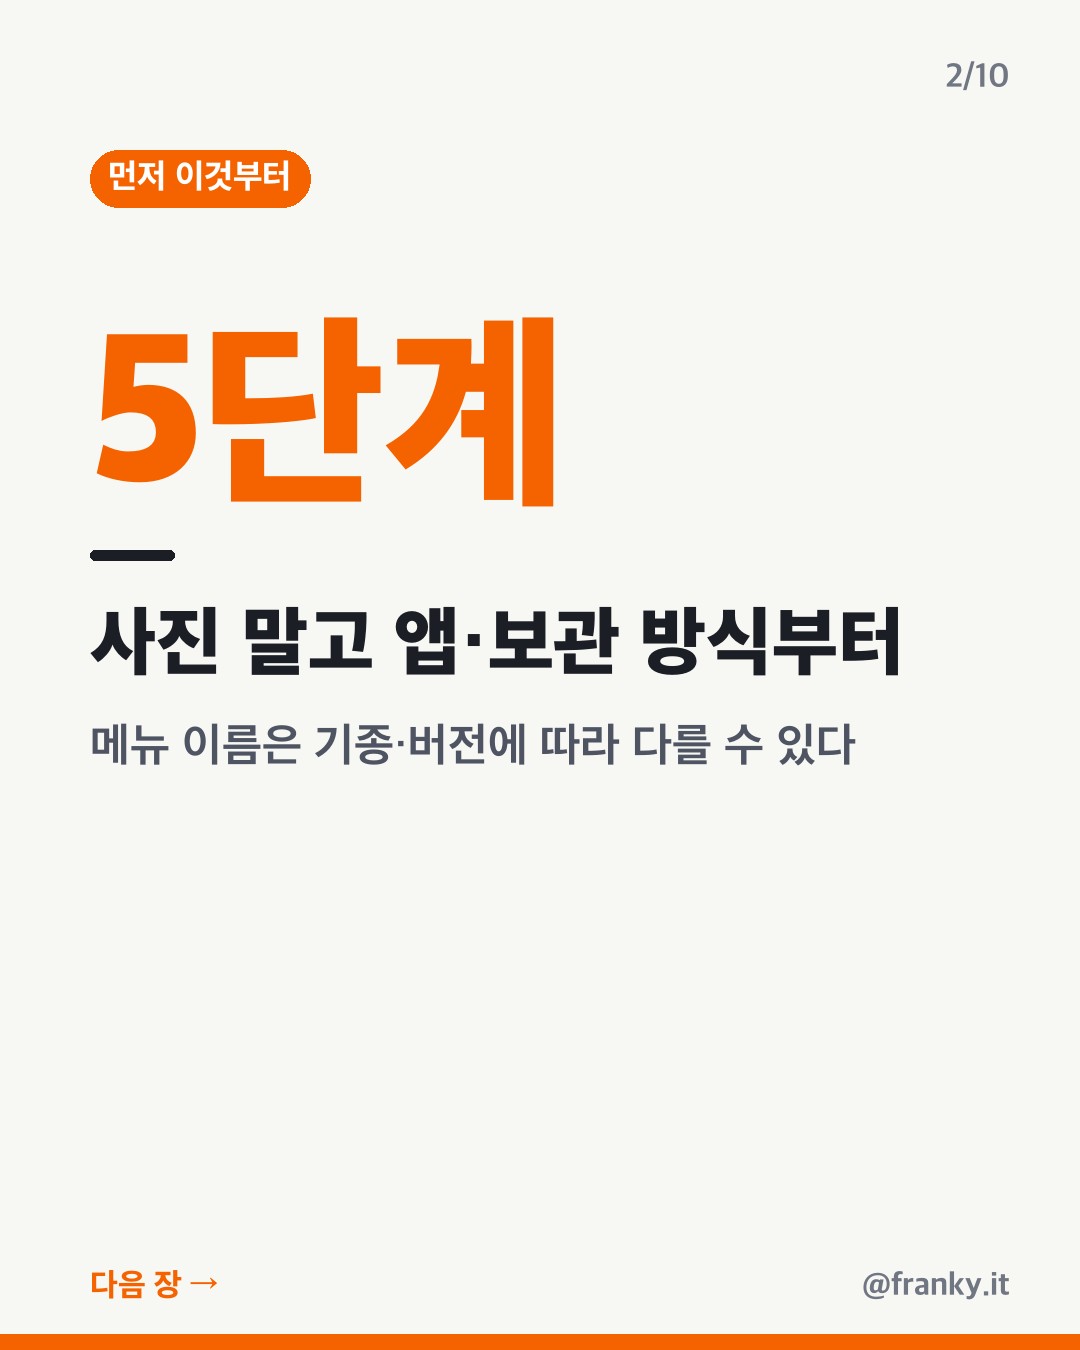 2/10
먼저 이것부터
5단계
사진 말고 앱·보관 방식부터
메뉴 이름은 기종·버전에 따라 다를 수 있다
다음 장 →
@franky.it